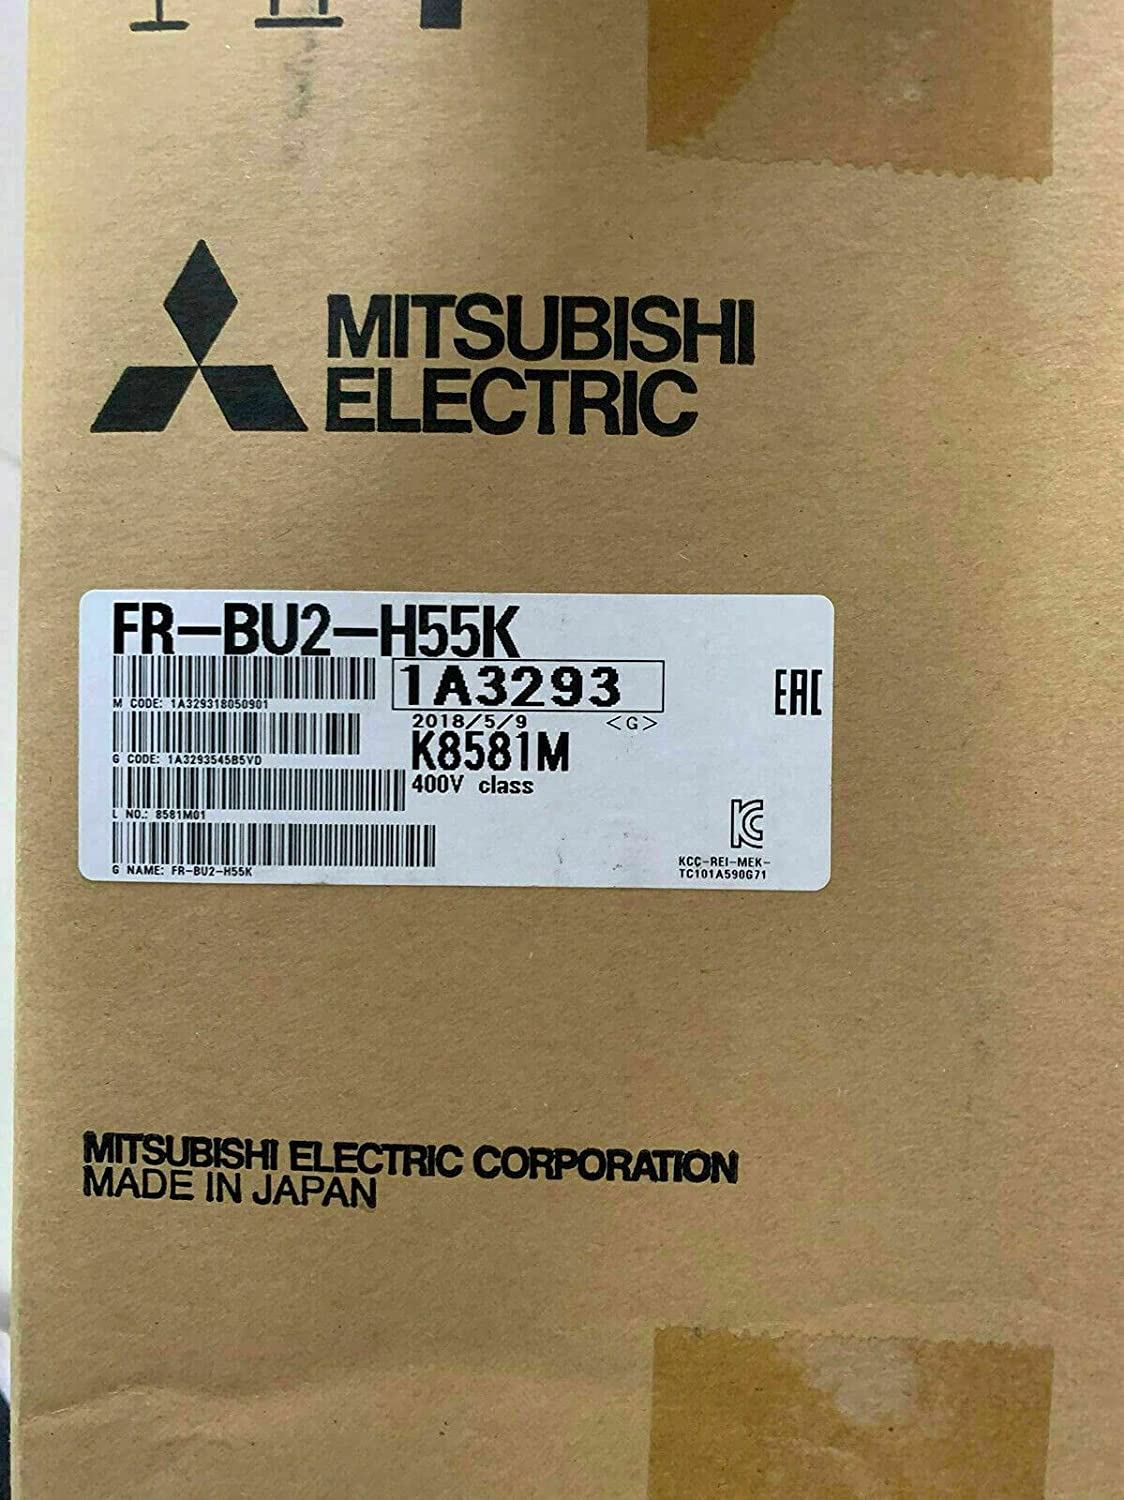 MITSUBISHI
ELECTRIC
FR-BU2-H55K
1A3293
M CODE: 1A329318050901
2018/5/9 <G>
EAC
K8581M
G CODE: 1A3293545B5VD
400V class
L NO.: 8581M01
KCC-REI-MEK-
TC101A590G71
G NAME: FR-BU2-H55K
MITSUBISHI ELECTRIC CORPORATION
MADE IN JAPAN